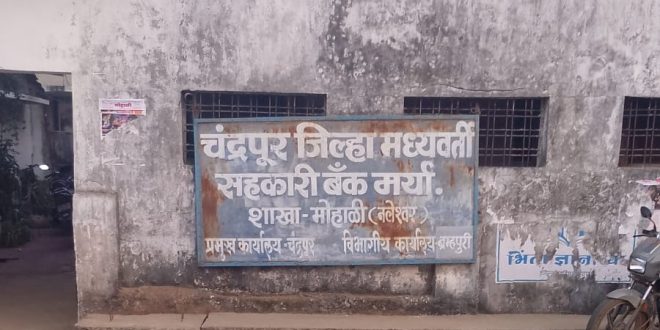 चंद्रपूर जिल्हा मध्यवर्ती
सहकारी बँक मर्या.
शाखा-मोहाळी (नलेश्वर)
प्रमुख कार्यालय-चंद्रपूर विभागीय कार्यालय-ब्रम्हपुरी